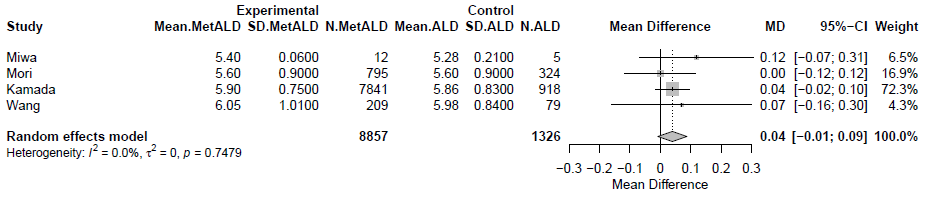 Experimental Control
Study Mean.MetALD SD.MetALD N.MetALD Mean.ALD SD.ALD N.ALD Mean Difference MD 95%−CI Weight
Miwa 5.40 0.0600 12 5.28 0.2100 5 0.12 [−0.07; 0.31] 6.5%
Mori 5.60 0.9000 795 5.60 0.9000 324 0.00 [−0.12; 0.12] 16.9%
Kamada 5.90 0.7500 7841 5.86 0.8300 918 0.04 [−0.02; 0.10] 72.3%
Wang 6.05 1.0100 209 5.98 0.8400 79 0.07 [−0.16; 0.30] 4.3%
Random effects model 8857 1326 0.04 [−0.01; 0.09] 100.0%
Heterogeneity: I² = 0.0%, τ² = 0, p = 0.7479
−0.3 −0.2 −0.1 0 0.1 0.2 0.3
Mean Difference